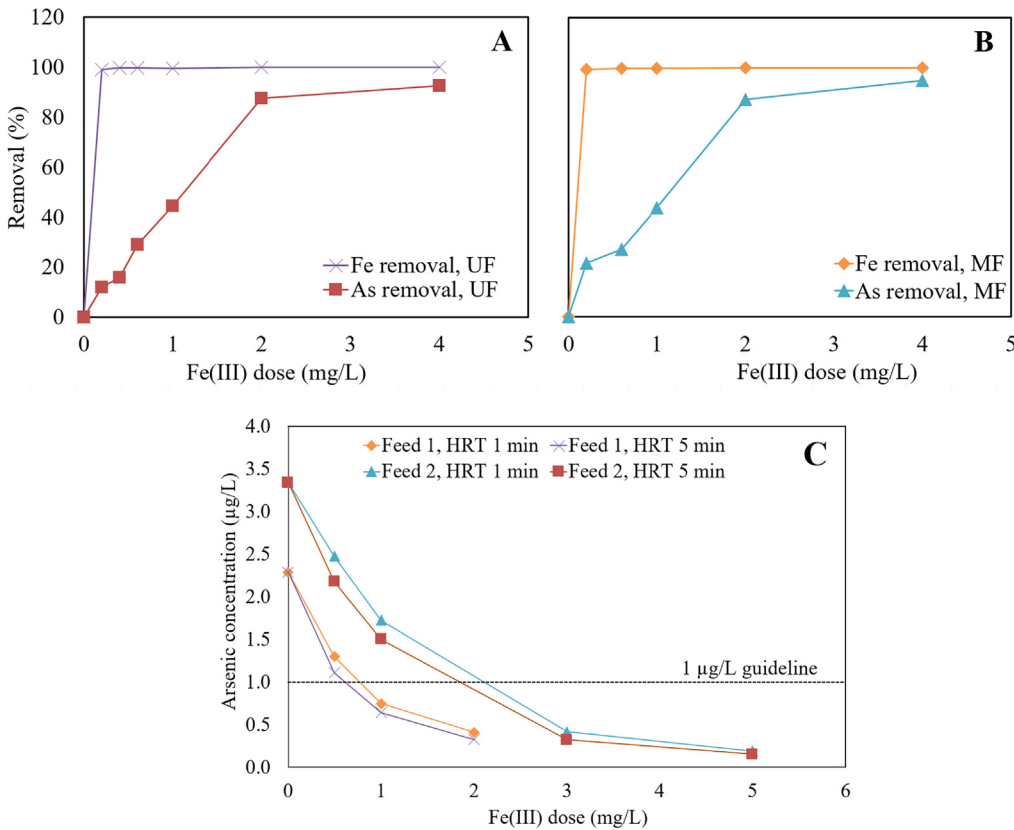 120
100
80
60
40
20
0
Removal (%)
A
Fe removal, UF
As removal, UF
0 1 2 3 4 5
Fe(III) dose (mg/L)
B
Fe removal, MF
As removal, MF
0 1 2 3 4 5
Fe(III) dose (mg/L)
4.0
3.5
3.0
2.5
2.0
1.5
1.0
0.5
0.0
Arsenic concentration (µg/L)
Feed 1, HRT 1 min Feed 1, HRT 5 min
Feed 2, HRT 1 min Feed 2, HRT 5 min
C
1 µg/L guideline
0 1 2 3 4 5 6
Fe(III) dose (mg/L)